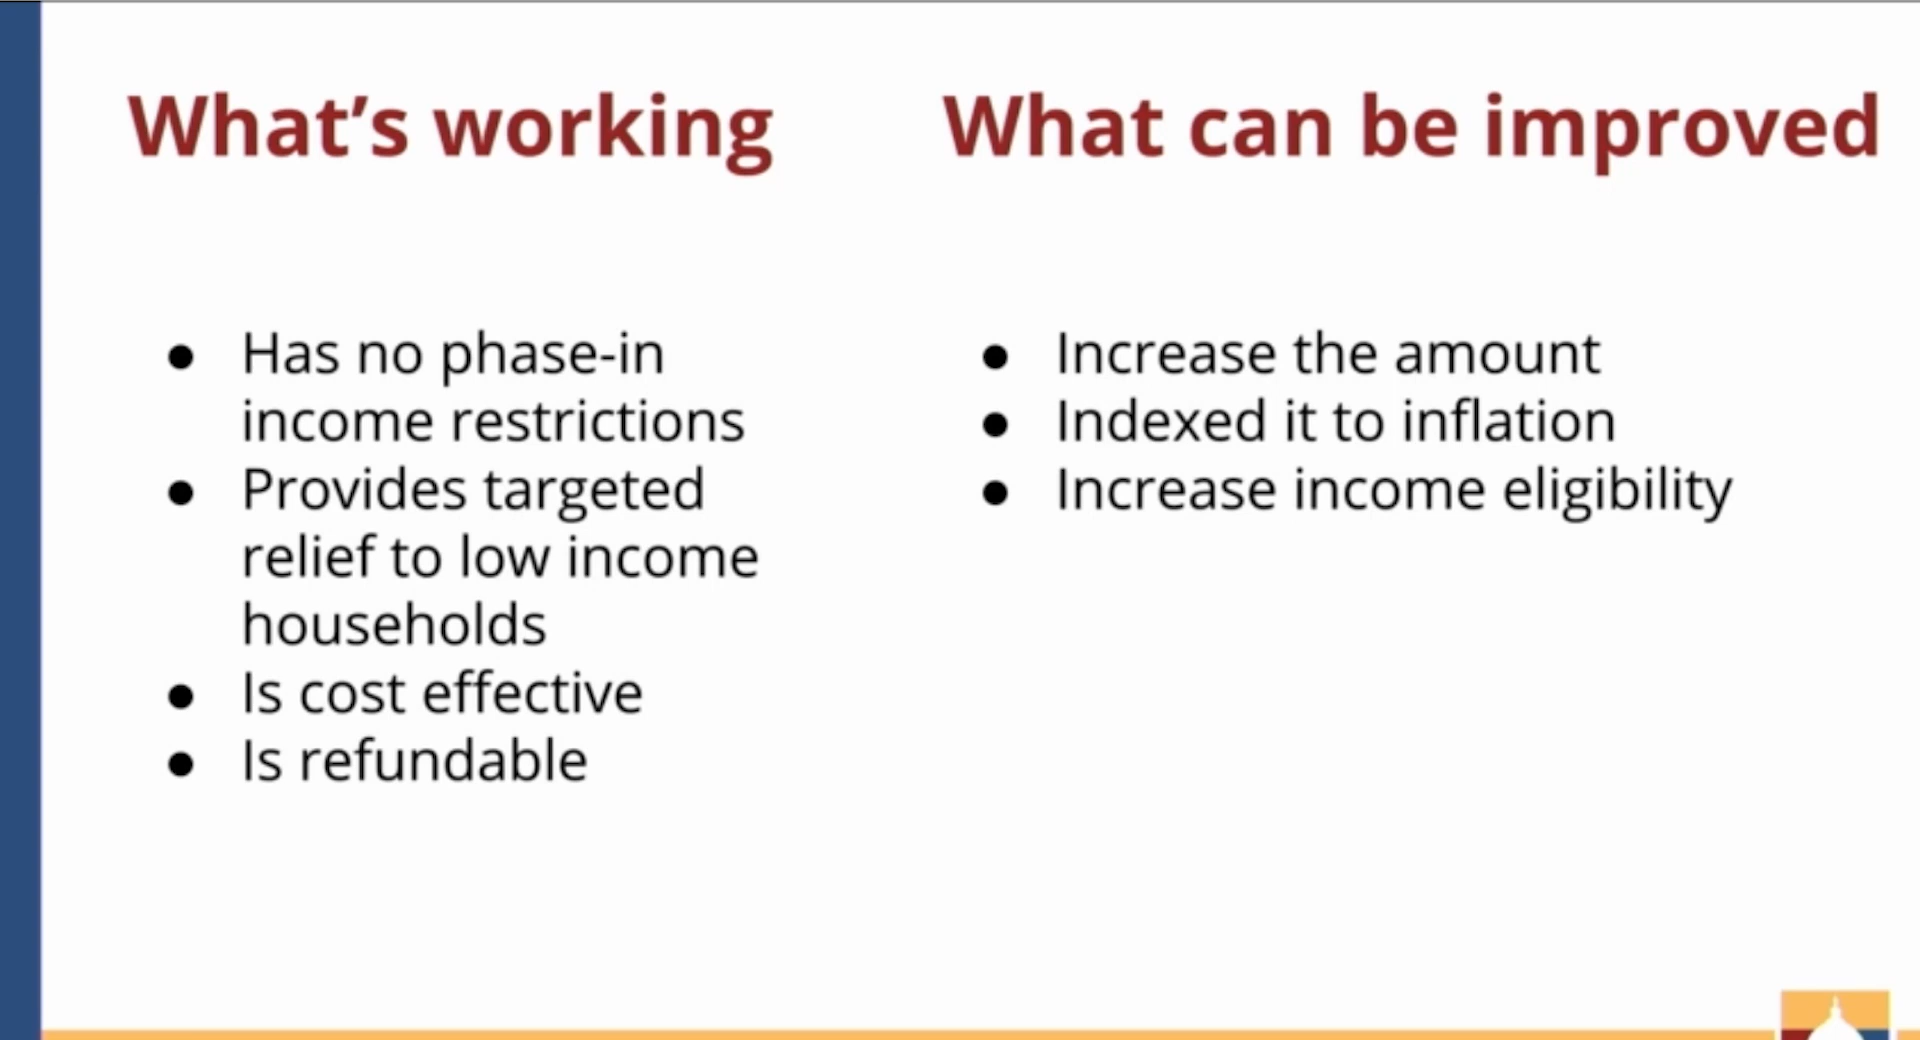 What’s working
● Has no phase-in
income restrictions
● Provides targeted
relief to low income
households
● Is cost effective
● Is refundable
What can be improved
● Increase the amount
● Indexed it to inflation
● Increase income eligibility